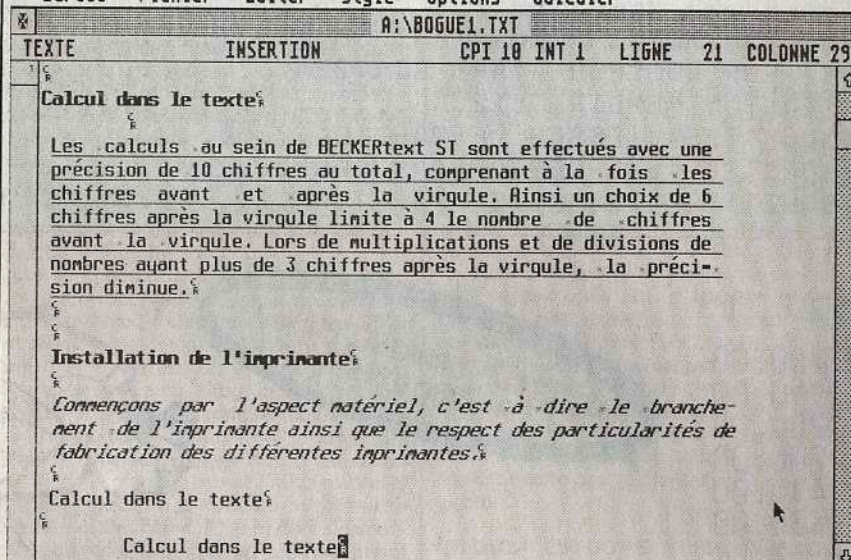 Fichier Editer Style Options Calculer
A:\BOGUE1.TXT
TEXTE INSERTION CPI 10 INT 1 LIGNE 21 COLONNE 29
Calcul dans le texte
Les calculs au sein de BECKERtext ST sont effectués avec une
précision de 10 chiffres au total, comprenant à la fois les
chiffres avant et après la virgule. Ainsi un choix de 6
chiffres après la virgule limite à 4 le nombre de chiffres
avant la virgule. Lors de multiplications et de divisions de
nombres ayant plus de 3 chiffres après la virgule, la préci-
sion diminue.
Installation de l'imprimante
Commençons par l'aspect matériel, c'est à dire le branche-
ment de l'imprimante ainsi que le respect des particularités de
fabrication des différentes imprimantes.
Calcul dans le texte
Calcul dans le texte